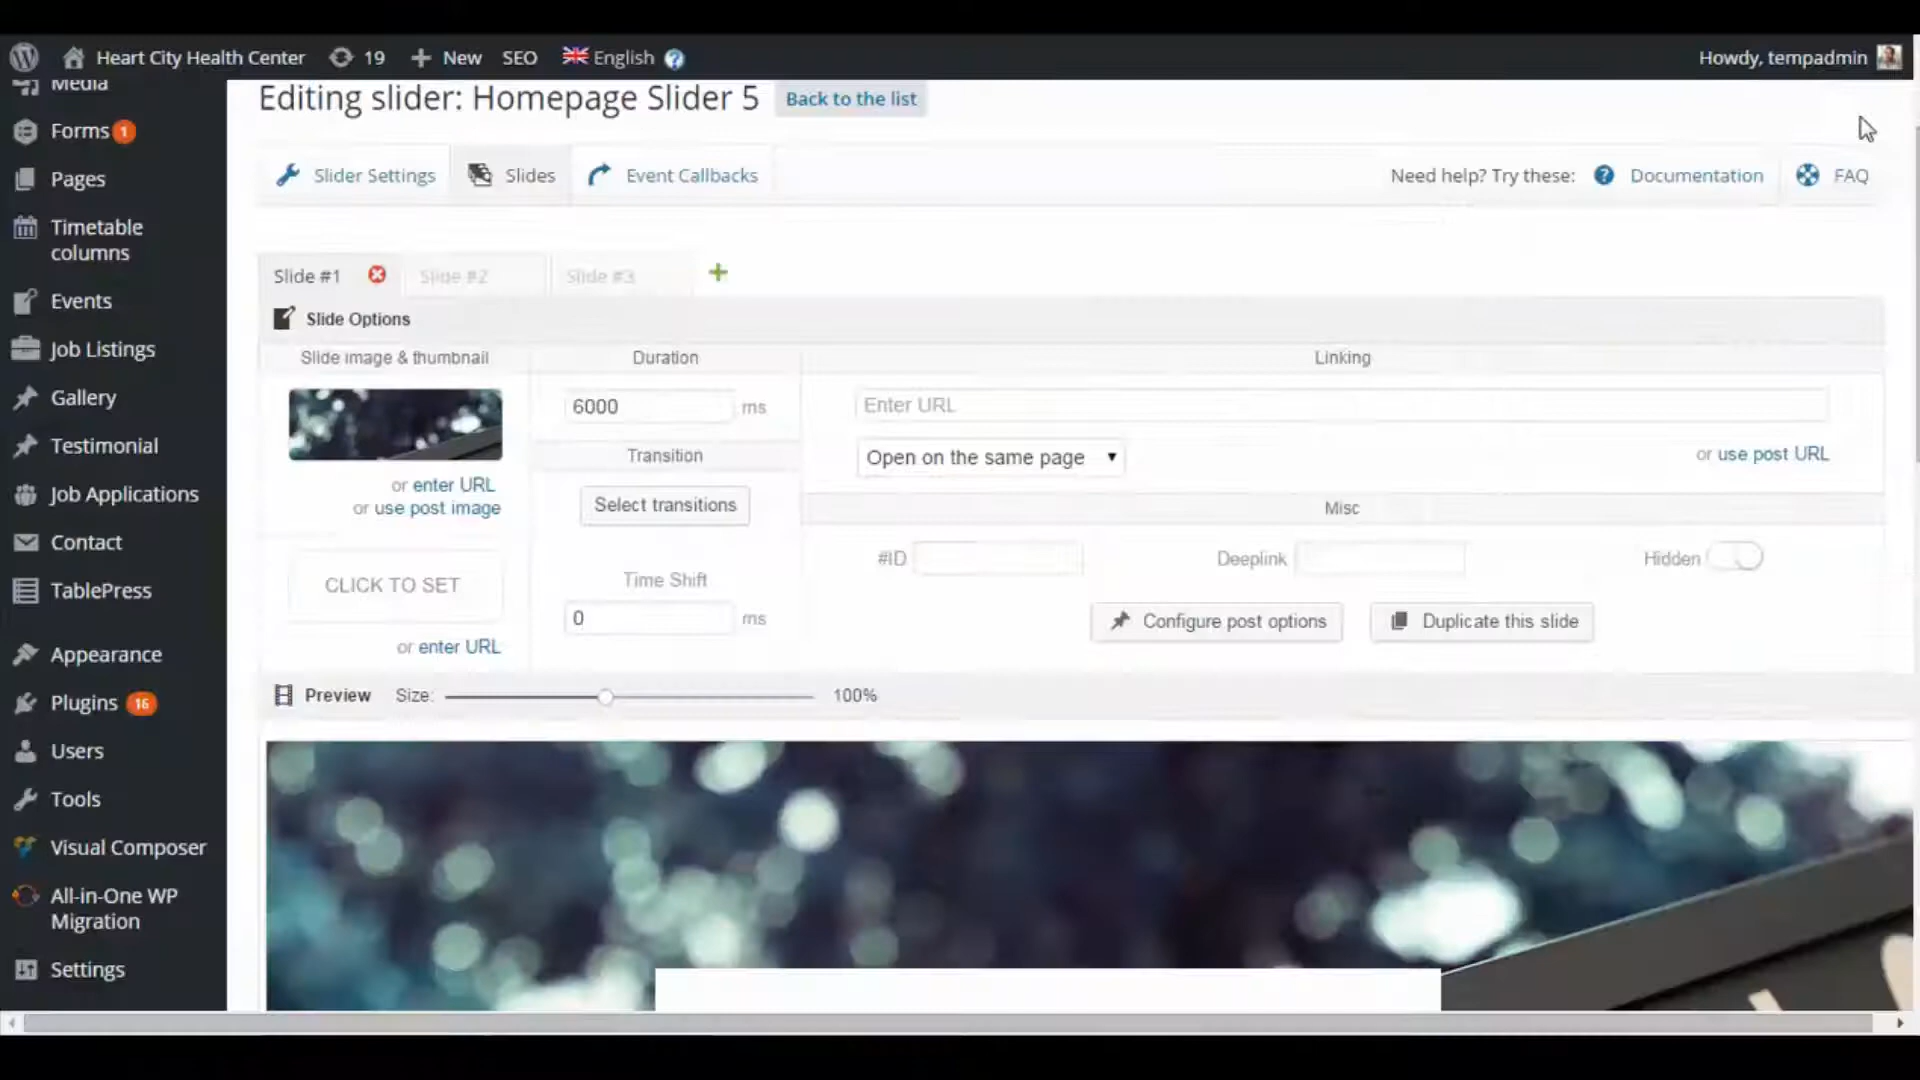 Heart City Health Center 19 New SEO English ? Howdy, tempadmin
Media
Forms 1
Pages
Timetable
columns
Events
Job Listings
Gallery
Testimonial
Job Applications
Contact
TablePress
Appearance
Plugins 16
Users
Tools
Visual Composer
All-in-One WP
Migration
Settings
Editing slider: Homepage Slider 5 Back to the list
Slider Settings Slides Event Callbacks Need help? Try these: ? Documentation FAQ
Slide #1 Slide #2 Slide #3
Slide Options
Slide image & thumbnail Duration Linking
6000 ms Enter URL
Transition Open on the same page or use post URL
or enter URL
or use post image Select transitions Misc
#ID Deeplink Hidden
CLICK TO SET Time Shift
0 ms Configure post options Duplicate this slide
or enter URL
Preview Size: 100%